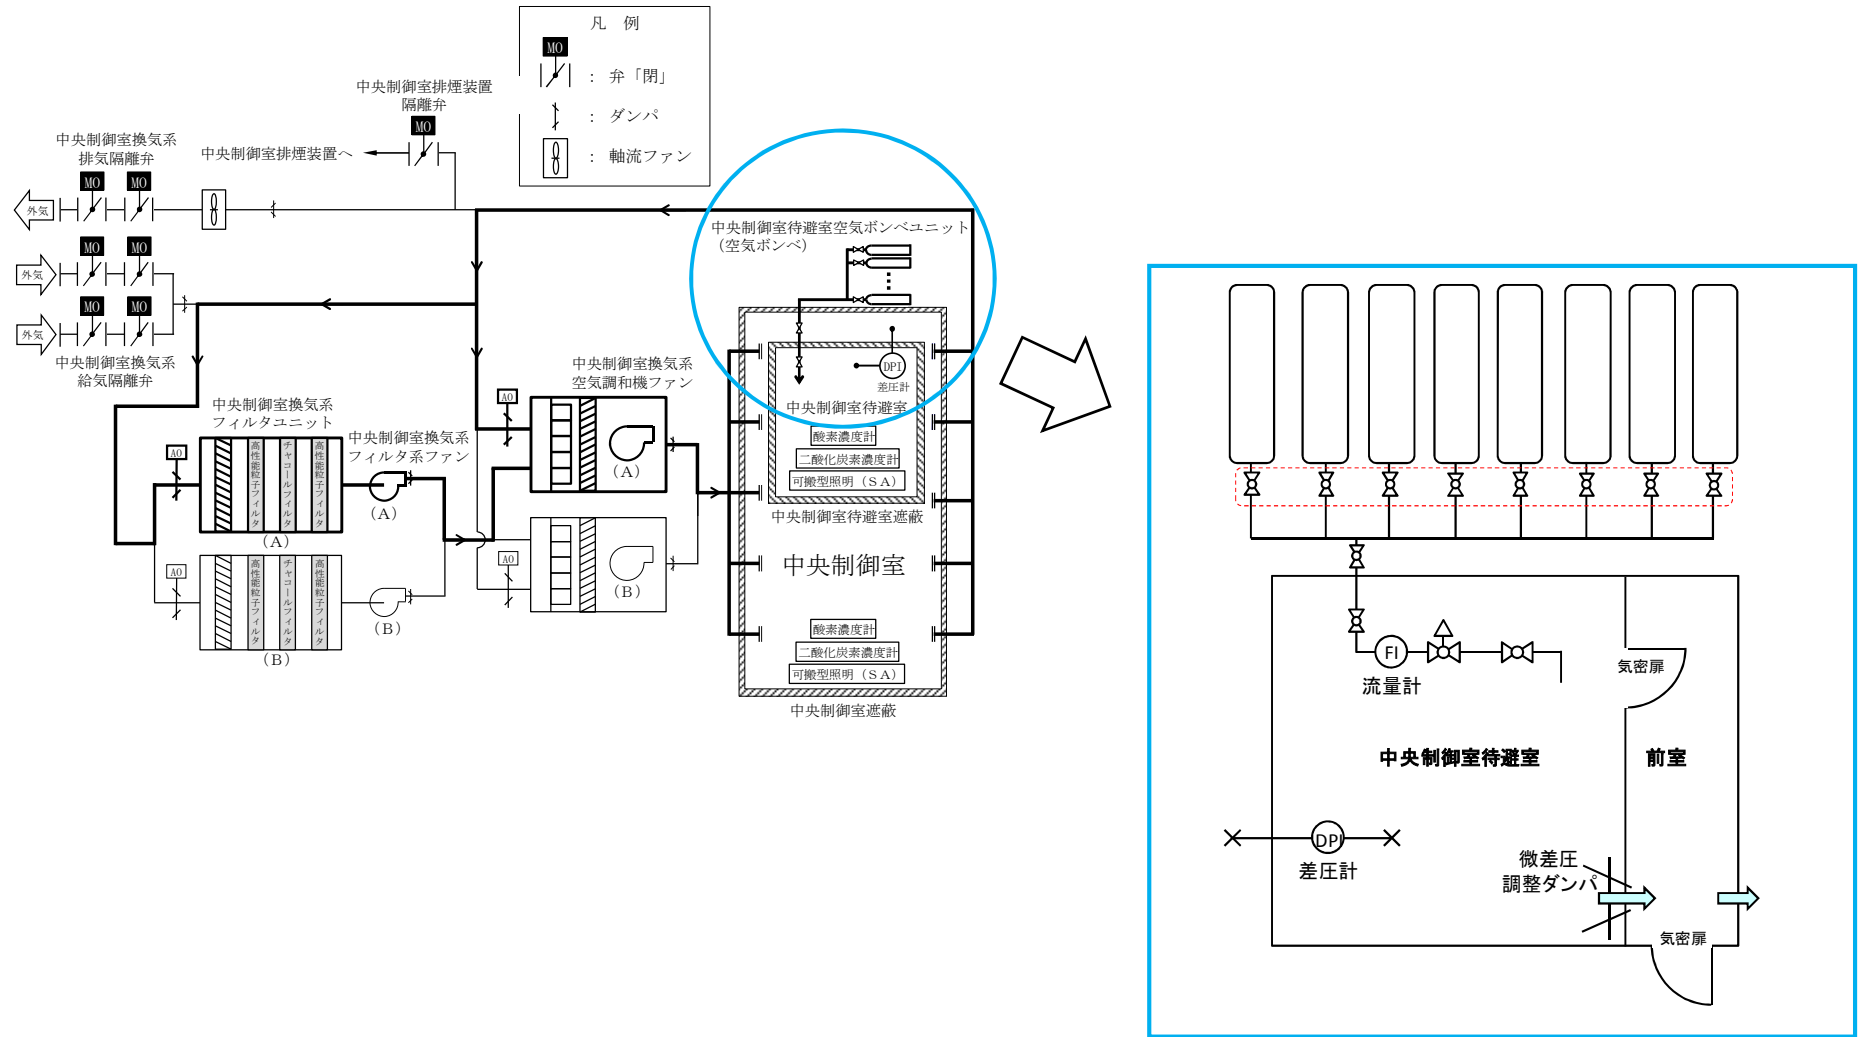 凡　例
MO
：弁「閉」
：ダンパ
：軸流ファン
中央制御室排煙装置
隔離弁
MO
中央制御室排煙装置へ
中央制御室換気系
排気隔離弁
MO
MO
外気
MO
MO
外気
MO
MO
外気
中央制御室換気系
給気隔離弁
中央制御室換気系
フィルタユニット
AO
高性能粒子フィルタ
チャコールフィルタ
高性能粒子フィルタ
(A)
中央制御室換気系
フィルタ系ファン
(A)
AO
高性能粒子フィルタ
チャコールフィルタ
高性能粒子フィルタ
(B)
(B)
中央制御室換気系
空気調和機ファン
AO
(A)
AO
(B)
中央制御室待避室空気ボンベユニット
(空気ボンベ)
DPI
差圧計
中央制御室待避室
酸素濃度計
二酸化炭素濃度計
可搬型照明（ＳＡ）
中央制御室待避室遮蔽
中央制御室
酸素濃度計
二酸化炭素濃度計
可搬型照明（ＳＡ）
中央制御室遮蔽
FI
流量計
気密扉
中央制御室待避室
前室
DPI
差圧計
微差圧
調整ダンパ
気密扉